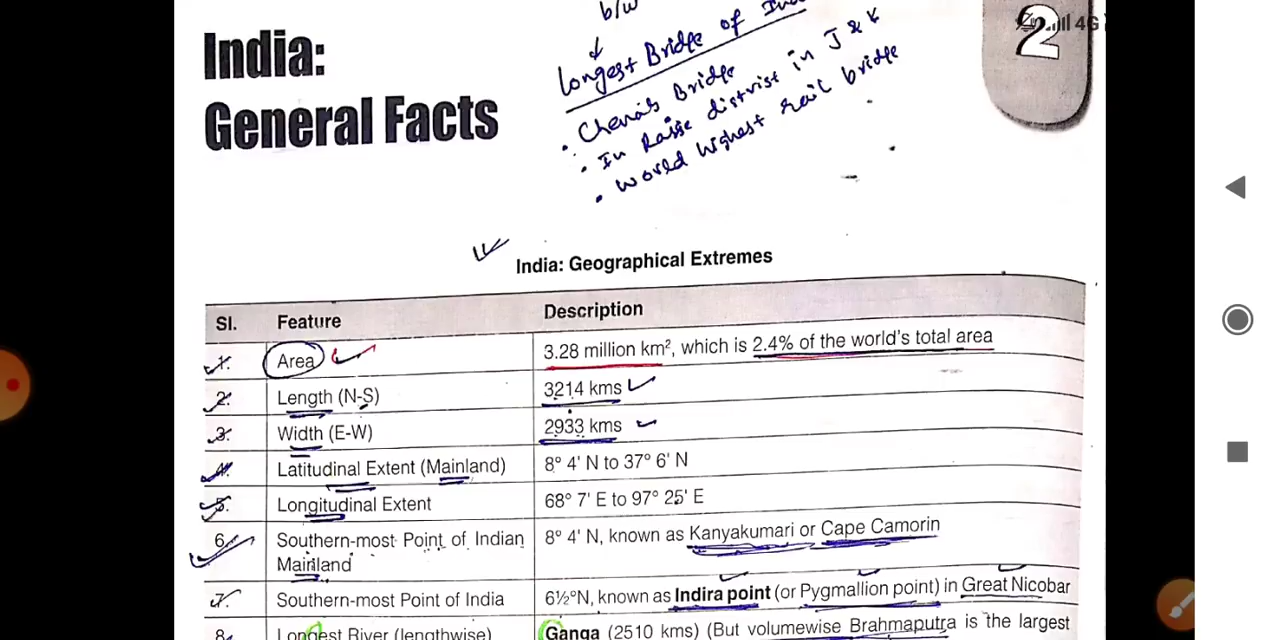 b/w
Longest Bridge of
• Chenab Bridge
• In Raisie district in J & K
• World highest rail bridge
2
4G
India:
General Facts
India: Geographical Extremes
Sl. Feature Description
1. Area 3.28 million km², which is 2.4% of the world's total area
2. Length (N-S) 3214 kms
3. Width (E-W) 2933 kms
4. Latitudinal Extent (Mainland) 8° 4' N to 37° 6' N
5. Longitudinal Extent 68° 7' E to 97° 25' E
6. Southern-most Point of Indian Mainland 8° 4' N, known as Kanyakumari or Cape Camorin
7. Southern-most Point of India 6½°N, known as Indira point (or Pygmallion point) in Great Nicobar
8. Longest River (lengthwise) Ganga (2510 kms) (But volumewise Brahmaputra is the largest